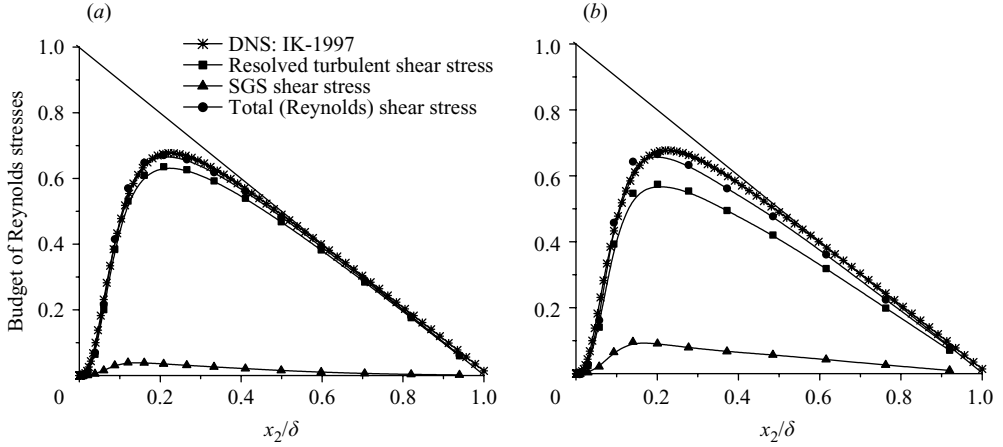 (a)
(b)
DNS: IK-1997
Resolved turbulent shear stress
SGS shear stress
Total (Reynolds) shear stress
Budget of Reynolds stresses
1.0
0.8
0.6
0.4
0.2
0
0.2
0.4
0.6
0.8
1.0
x2/δ
1.0
0.8
0.6
0.4
0.2
0
0.2
0.4
0.6
0.8
1.0
x2/δ